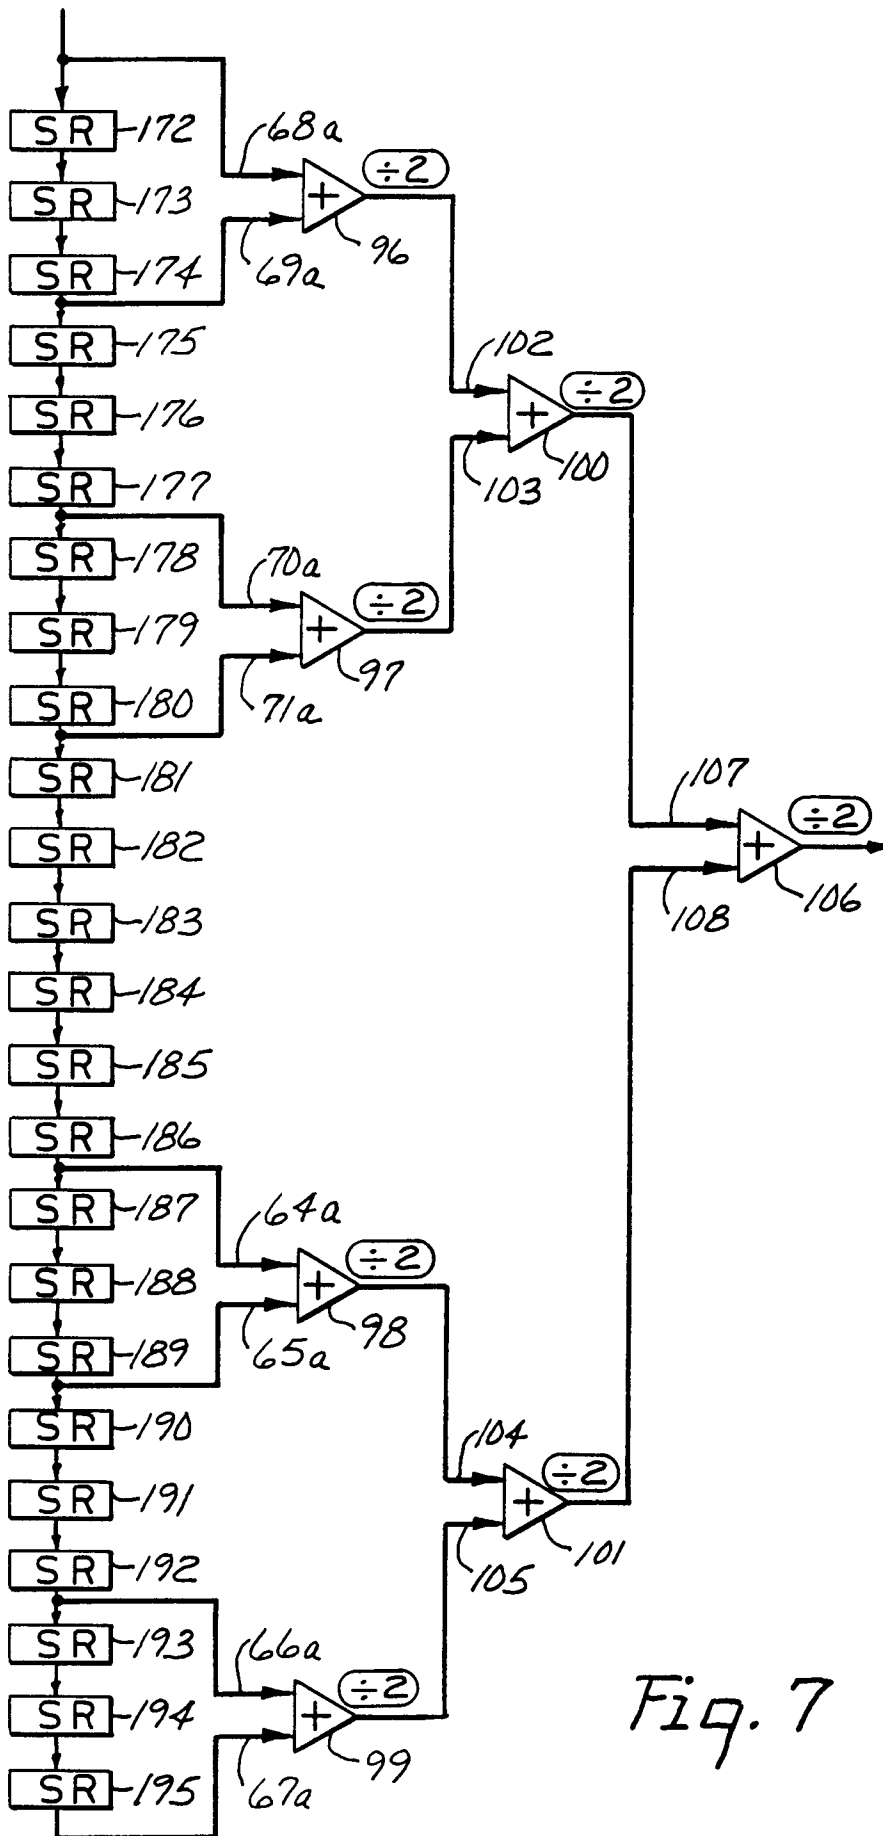 SR 172
68a
÷2
SR 173
+
96
SR 174
69a
SR 175
102
÷2
SR 176
+
100
SR 177
103
SR 178
70a
÷2
SR 179
+
97
SR 180
71a
SR 181
107
÷2
SR 182
+
106
SR 183
108
SR 184
SR 185
SR 186
SR 187
64a
÷2
SR 188
+
98
SR 189
65a
SR 190
104
÷2
SR 191
+
101
SR 192
105
SR 193
66a
÷2
SR 194
+
99
SR 195
67a
Fig. 7